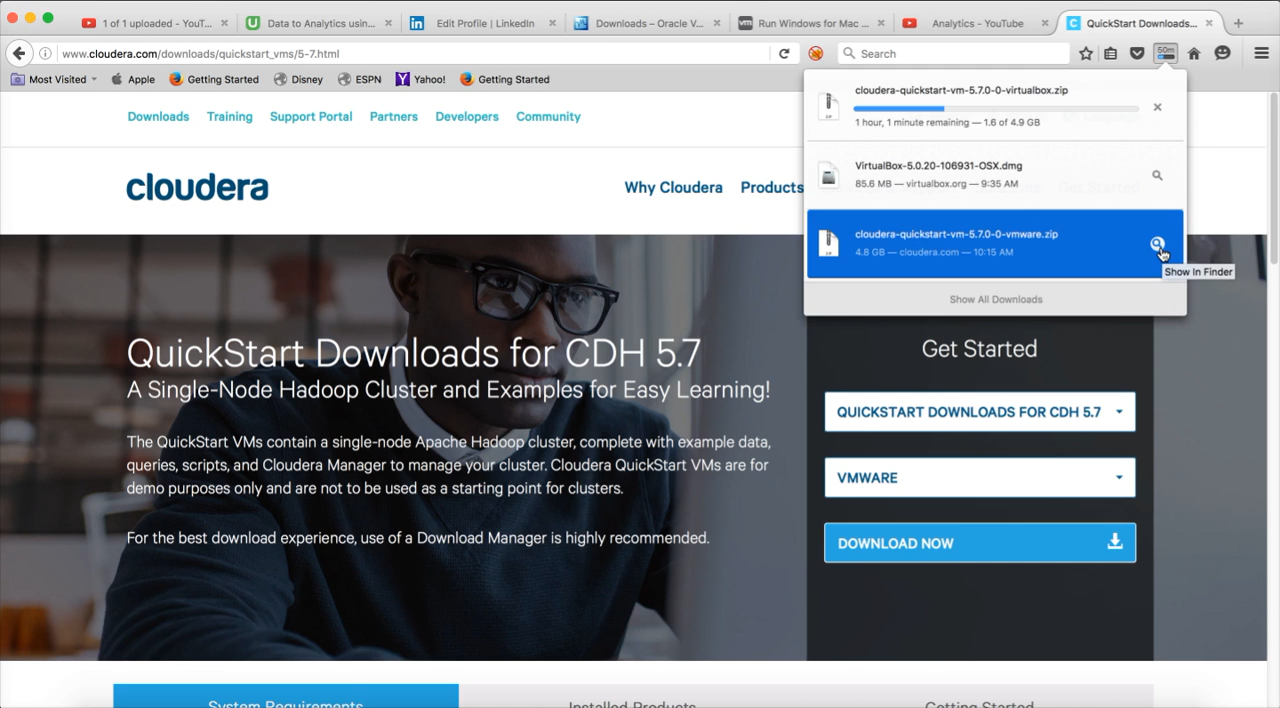 1 of 1 uploaded - YouT...
Data to Analytics usin...
Edit Profile | LinkedIn
Downloads – Oracle V...
Run Windows for Mac ...
Analytics - YouTube
QuickStart Downloads...
www.cloudera.com/downloads/quickstart_vms/5-7.html
Search
50m
Most Visited
Apple
Getting Started
Disney
ESPN
Yahoo!
Getting Started
Downloads
Training
Support Portal
Partners
Developers
Community
cloudera
Why Cloudera
Products
cloudera-quickstart-vm-5.7.0-0-virtualbox.zip
1 hour, 1 minute remaining — 1.6 of 4.9 GB
VirtualBox-5.0.20-106931-OSX.dmg
85.6 MB — virtualbox.org — 9:35 AM
cloudera-quickstart-vm-5.7.0-0-vmware.zip
4.8 GB — cloudera.com — 10:15 AM
Show In Finder
Show All Downloads
QuickStart Downloads for CDH 5.7
A Single-Node Hadoop Cluster and Examples for Easy Learning!
The QuickStart VMs contain a single-node Apache Hadoop cluster, complete with example data,
queries, scripts, and Cloudera Manager to manage your cluster. Cloudera QuickStart VMs are for
demo purposes only and are not to be used as a starting point for clusters.
For the best download experience, use of a Download Manager is highly recommended.
Get Started
QUICKSTART DOWNLOADS FOR CDH 5.7
VMWARE
DOWNLOAD NOW
System Requirements
Installed Products
Getting Started